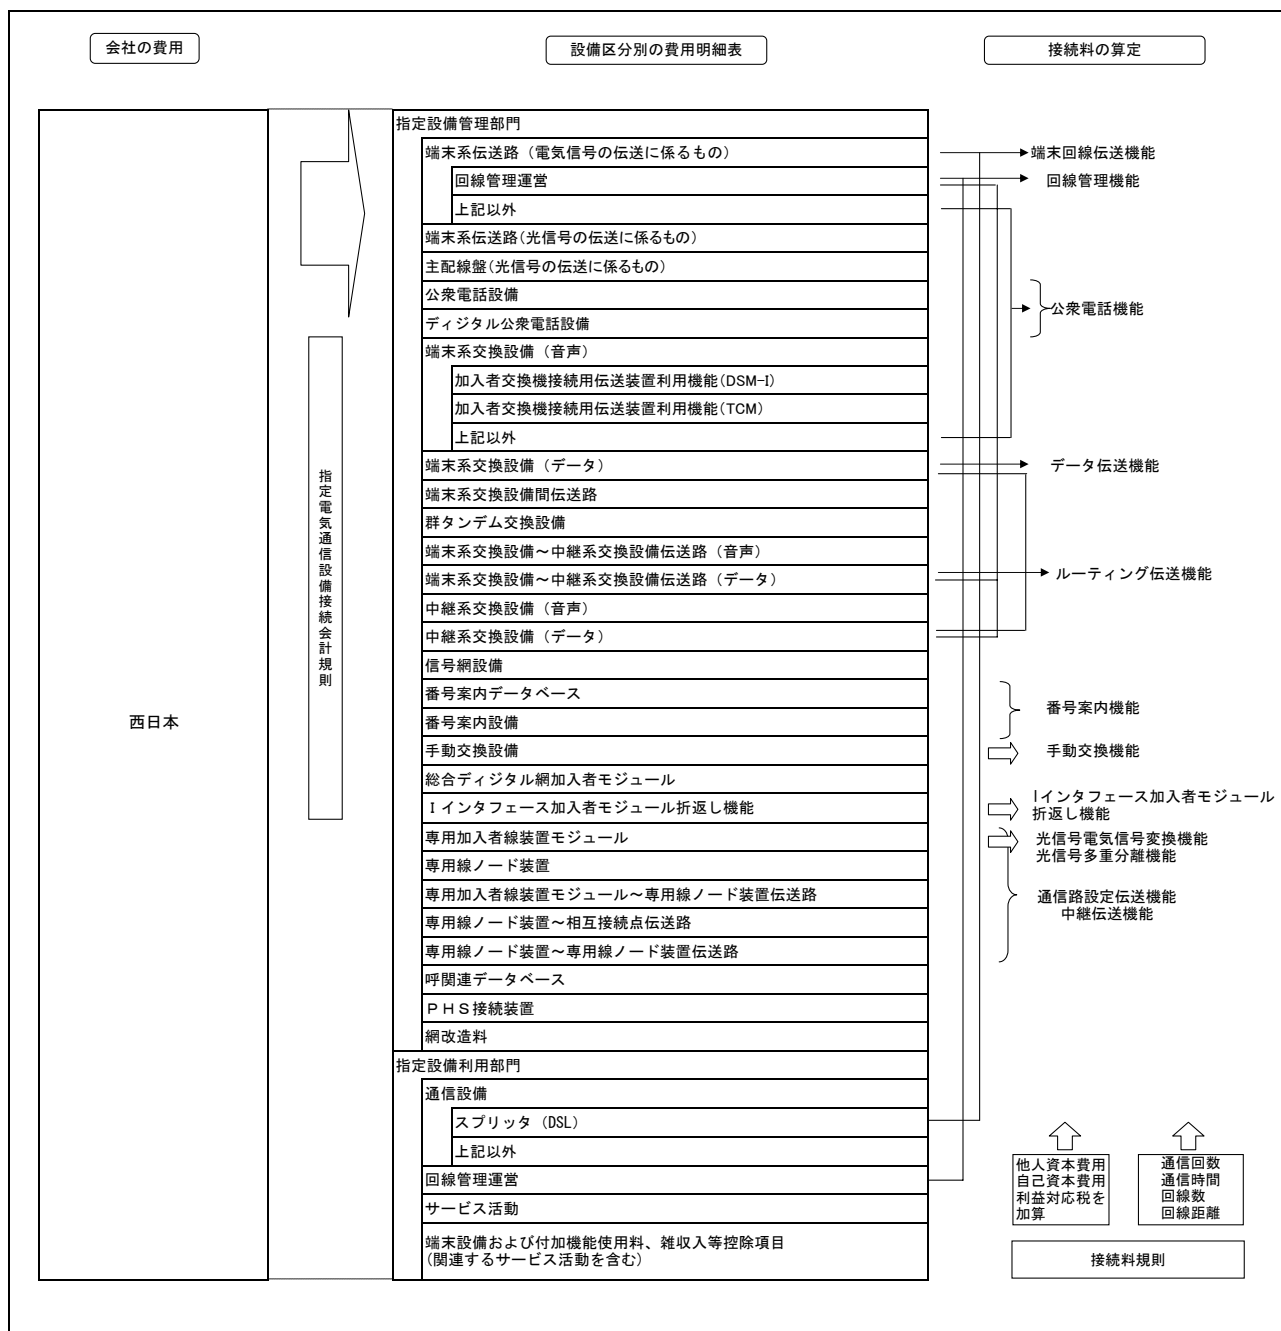 会社の費用
設備区分別の費用明細表
接続料の算定
西日本
指定電気通信設備接続会計規則
指定設備管理部門
端末系伝送路（電気信号の伝送に係るもの）
回線管理運営
上記以外
端末系伝送路（光信号の伝送に係るもの）
主配線盤（光信号の伝送に係るもの）
公衆電話設備
ディジタル公衆電話設備
端末系交換設備（音声）
加入者交換機接続用伝送装置利用機能（DSM-I）
加入者交換機接続用伝送装置利用機能（TCM）
上記以外
端末系交換設備（データ）
端末系交換設備間伝送路
群タンデム交換設備
端末系交換設備～中継系交換設備伝送路（音声）
端末系交換設備～中継系交換設備伝送路（データ）
中継系交換設備（音声）
中継系交換設備（データ）
信号網設備
番号案内データベース
番号案内設備
手動交換設備
総合ディジタル網加入者モジュール
Ｉインタフェース加入者モジュール折返し機能
専用加入者線装置モジュール
専用線ノード装置
専用加入者線装置モジュール～専用線ノード装置伝送路
専用線ノード装置～相互接続点伝送路
専用線ノード装置～専用線ノード装置伝送路
呼関連データベース
ＰＨＳ接続装置
網改造料
指定設備利用部門
通信設備
スプリッタ（DSL）
上記以外
回線管理運営
サービス活動
端末設備および付加機能使用料、雑収入等控除項目
（関連するサービス活動を含む）
端末回線伝送機能
回線管理機能
公衆電話機能
データ伝送機能
ルーティング伝送機能
番号案内機能
手動交換機能
Iインタフェース加入者モジュール
折返し機能
光信号電気信号変換機能
光信号多重分離機能
通信路設定伝送機能
中継伝送機能
他人資本費用
自己資本費用
利益対応税を
加算
通信回数
通信時間
回線数
回線距離
接続料規則